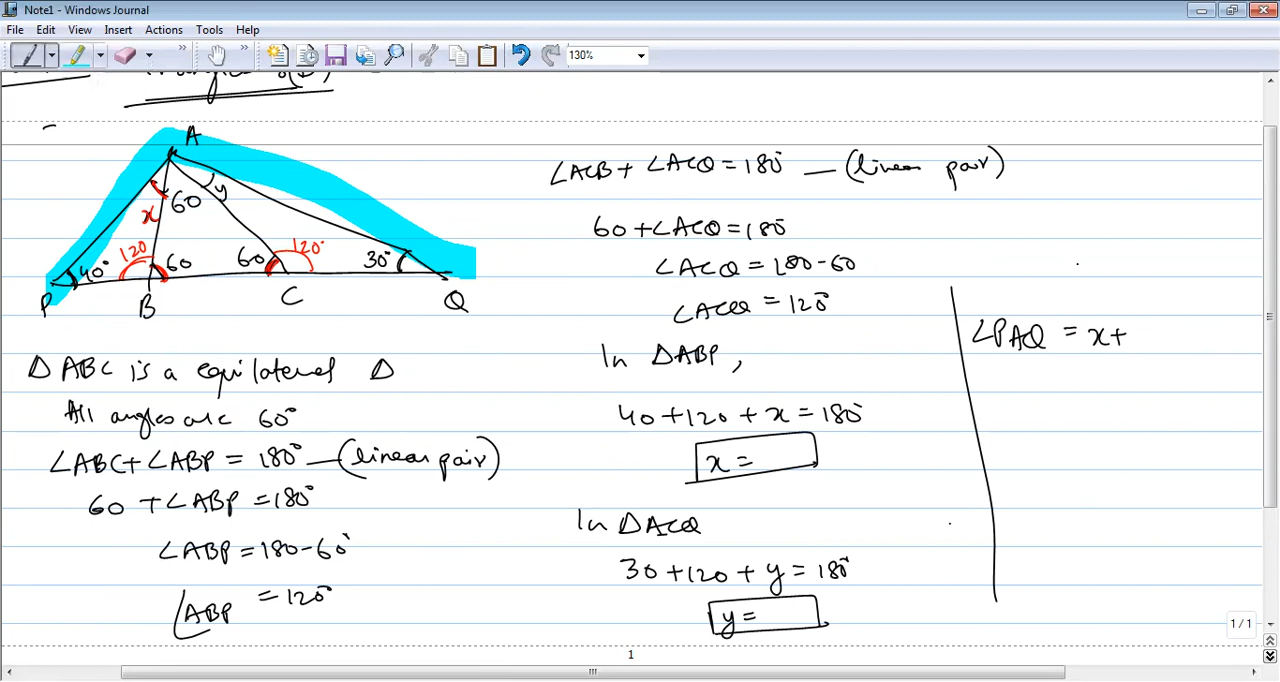 Note1 - Windows Journal
File Edit View Insert Actions Tools Help
130%
A
60
y
x
120
60
60
120°
40°
30°
P
B
C
Q
∆ ABC is a equilateral ∆
All angles are 60°
∠ABC + ∠ABP = 180° — (linear pair)
60 + ∠ABP = 180°
∠ABP = 180 - 60°
∠ABP = 120°
∠ACB + ∠ACQ = 180° — (linear pair)
60 + ∠ACQ = 180°
∠ACQ = 180 - 60
∠ACQ = 120°
In ∆ABP,
40 + 120 + x = 180°
x =
In ∆ACQ
30 + 120 + y = 180°
y =
∠PAQ = x+
1 / 1
1